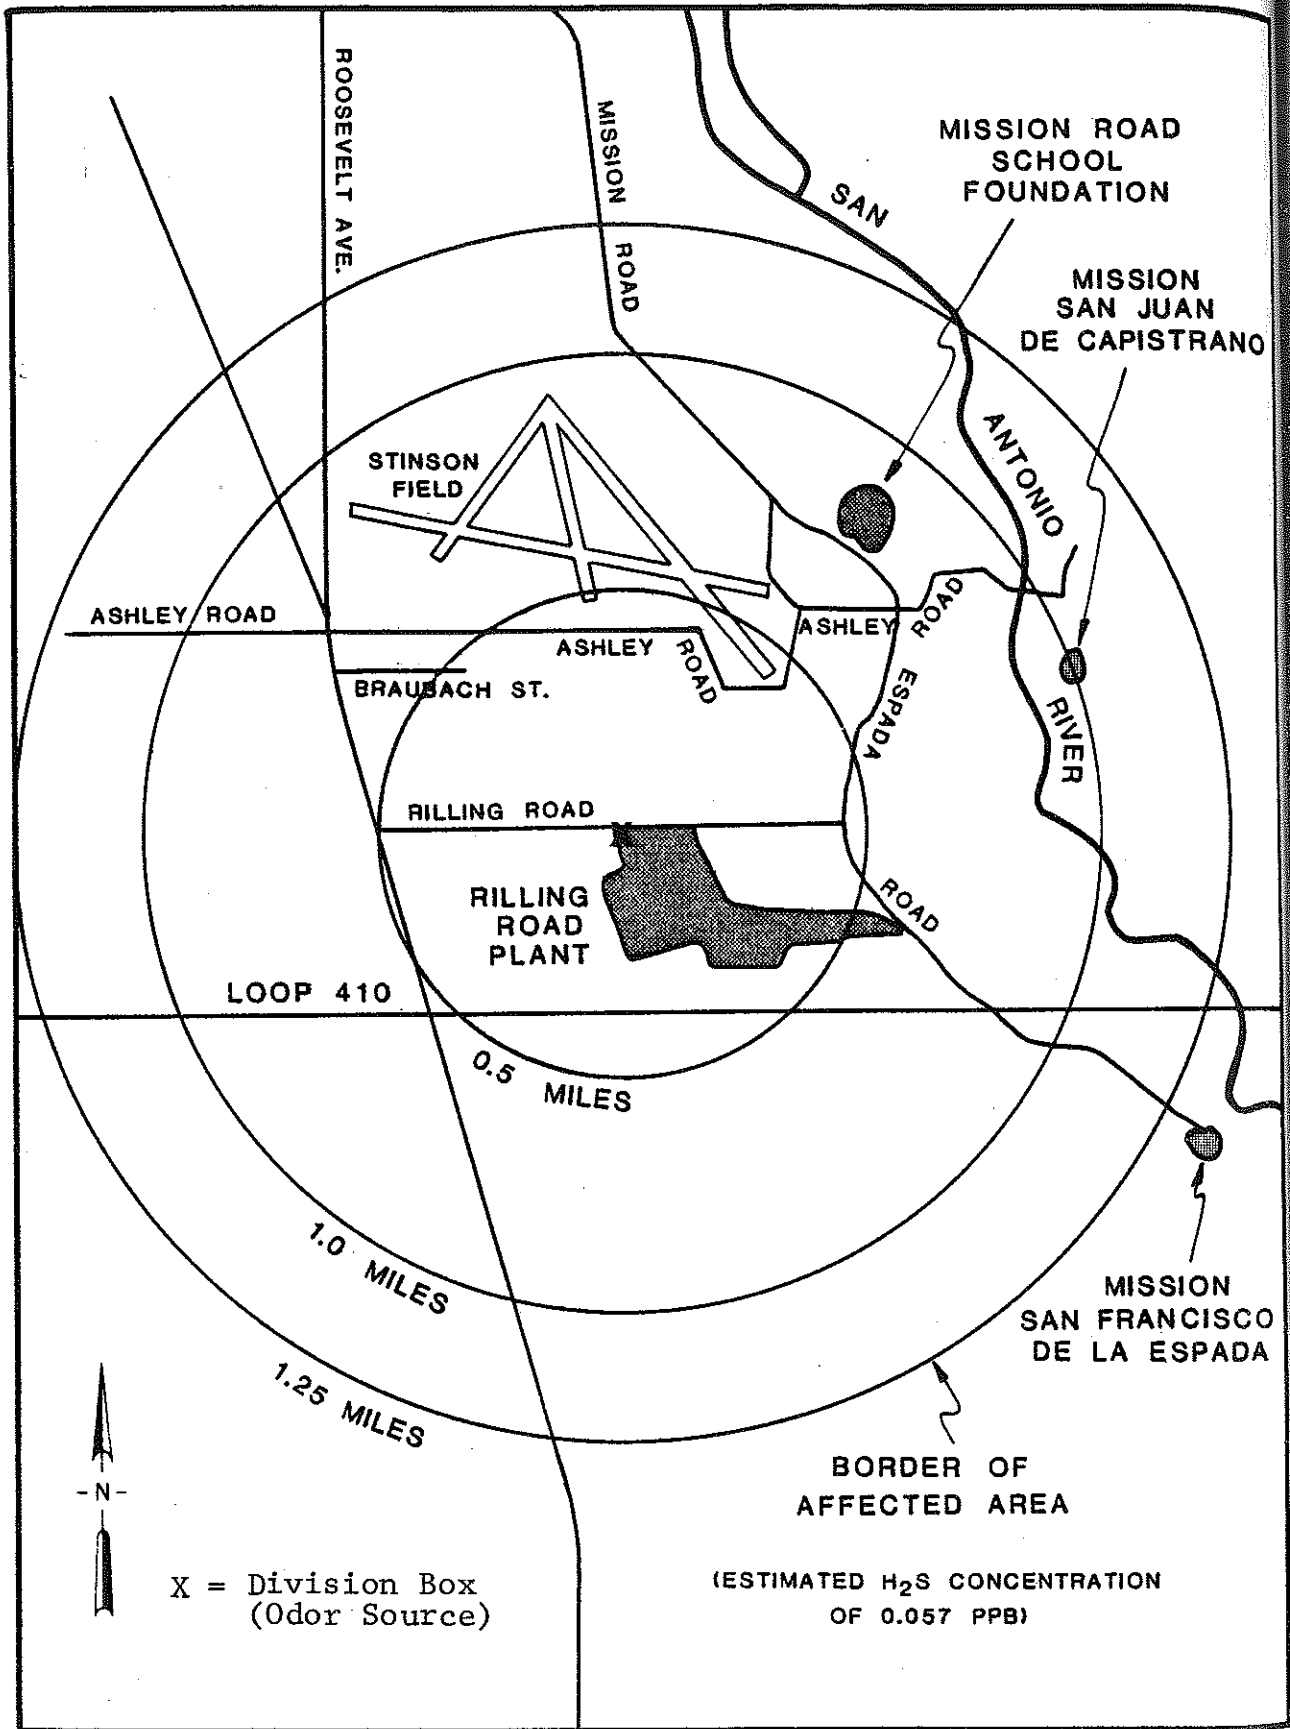 ROOSEVELT AVE.
MISSION ROAD
MISSION ROAD
SCHOOL
FOUNDATION
SAN ANTONIO RIVER
MISSION
SAN JUAN
DE CAPISTRANO
STINSON
FIELD
ASHLEY ROAD
ASHLEY ROAD
ASHLEY ROAD
BRAUBACH ST.
ESPADA ROAD
RILLING ROAD
X
RILLING
ROAD
PLANT
LOOP 410
0.5 MILES
1.0 MILES
1.25 MILES
MISSION
SAN FRANCISCO
DE LA ESPADA
BORDER OF
AFFECTED AREA
(ESTIMATED H₂S CONCENTRATION
OF 0.057 PPB)
-N-
X = Division Box
(Odor Source)